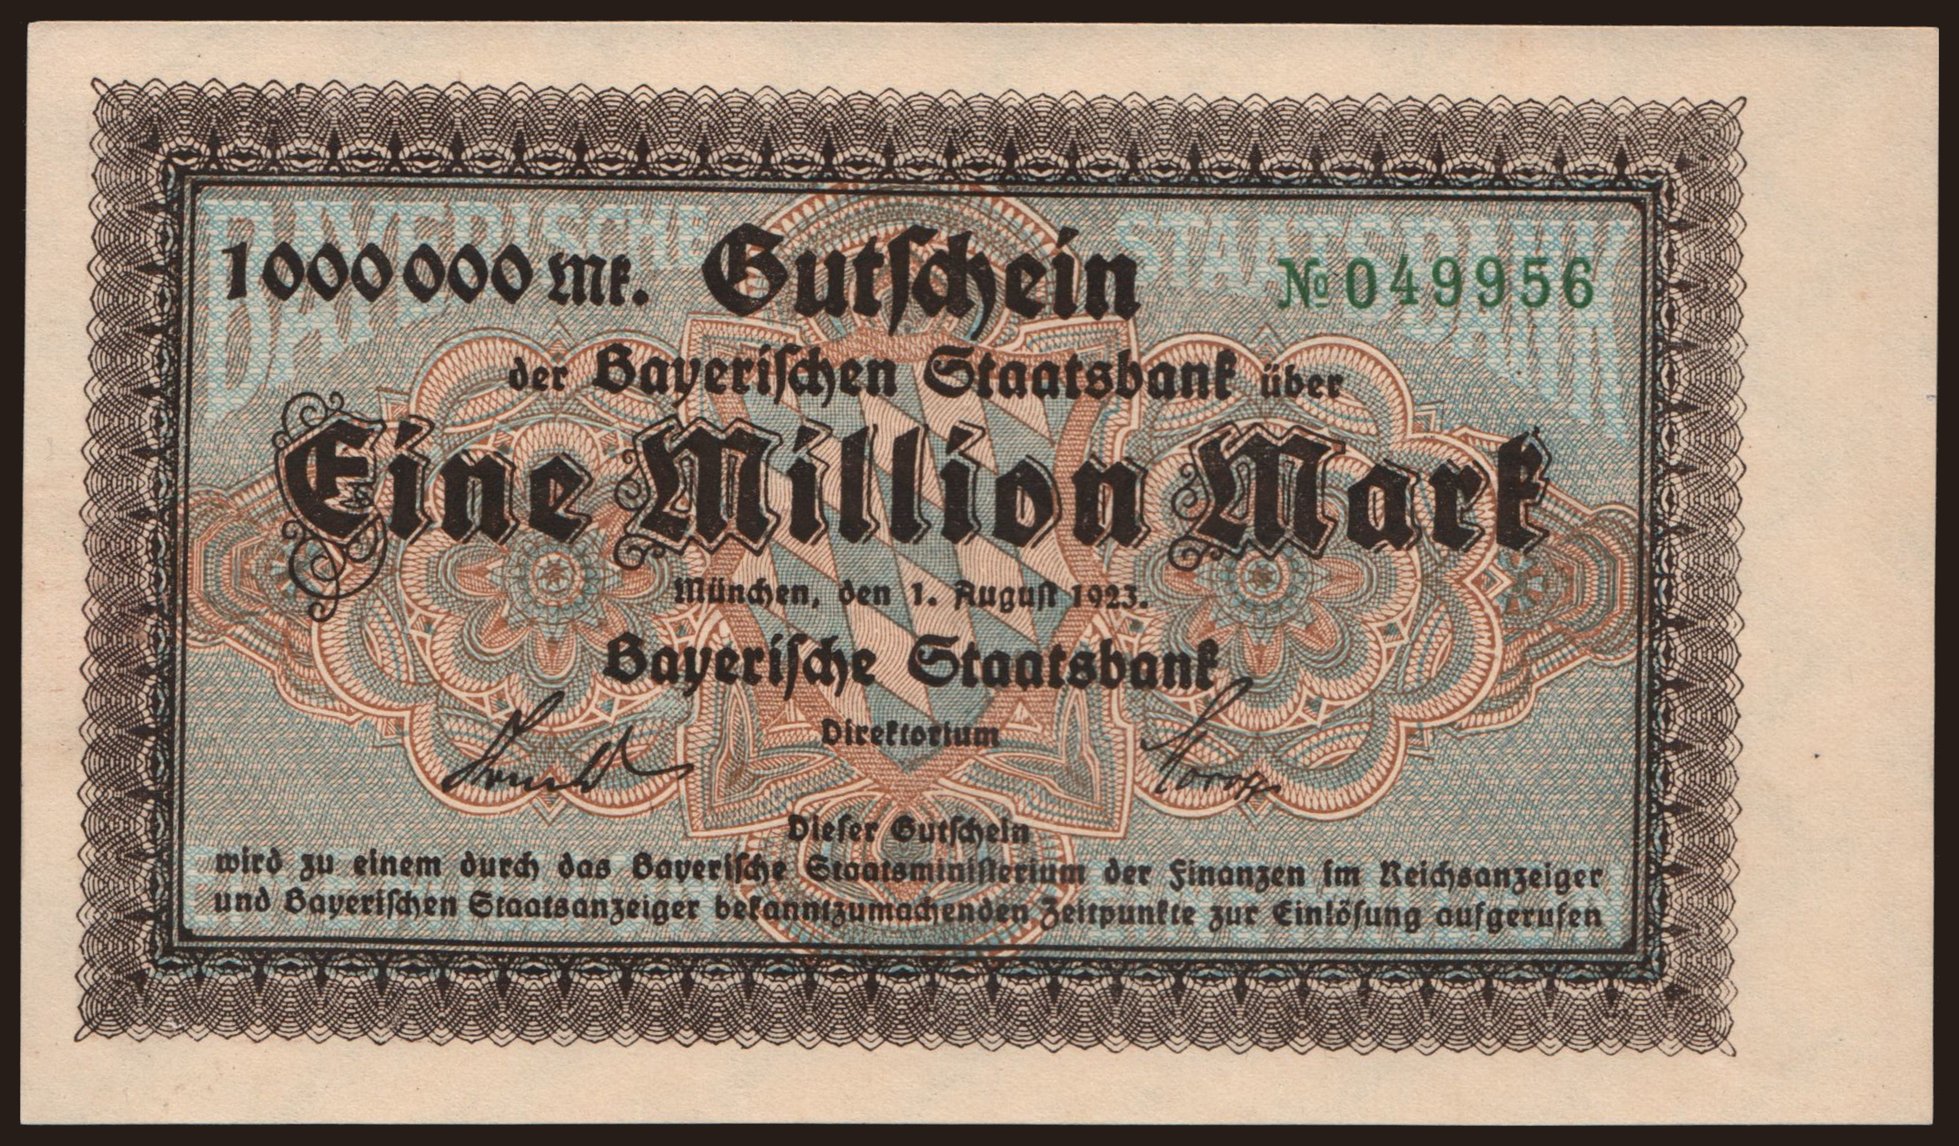 BAYERISCHE STAATSBANK
1000000 Mk. Gutschein № 049956
der Bayerischen Staatsbank über
Eine Million Mark
München, den 1. August 1923.
Bayerische Staatsbank
Direktorium
Dieser Gutschein
wird zu einem durch das Bayerische Staatsministerium der Finanzen im Reichsanzeiger
und Bayerischen Staatsanzeiger bekanntzumachenden Zeitpunkte zur Einlösung aufgerufen